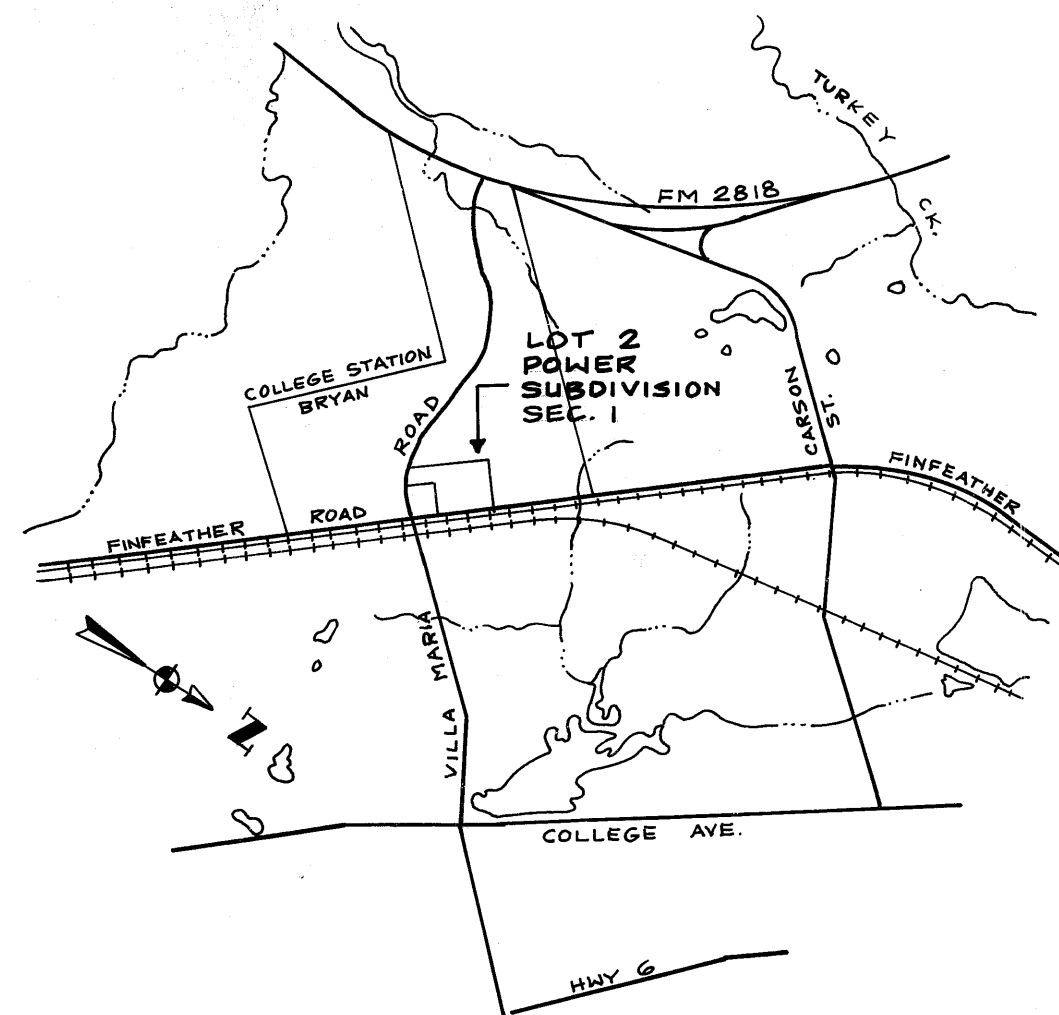 TURKEY CK.
FM 2818
LOT 2
POWER
SUBDIVISION
SEC. 1
COLLEGE STATION
BRYAN
ROAD
CARSON
ST.
FINFEATHER
FINFEATHER ROAD
VILLA MARIA
N
COLLEGE AVE.
HWY 6